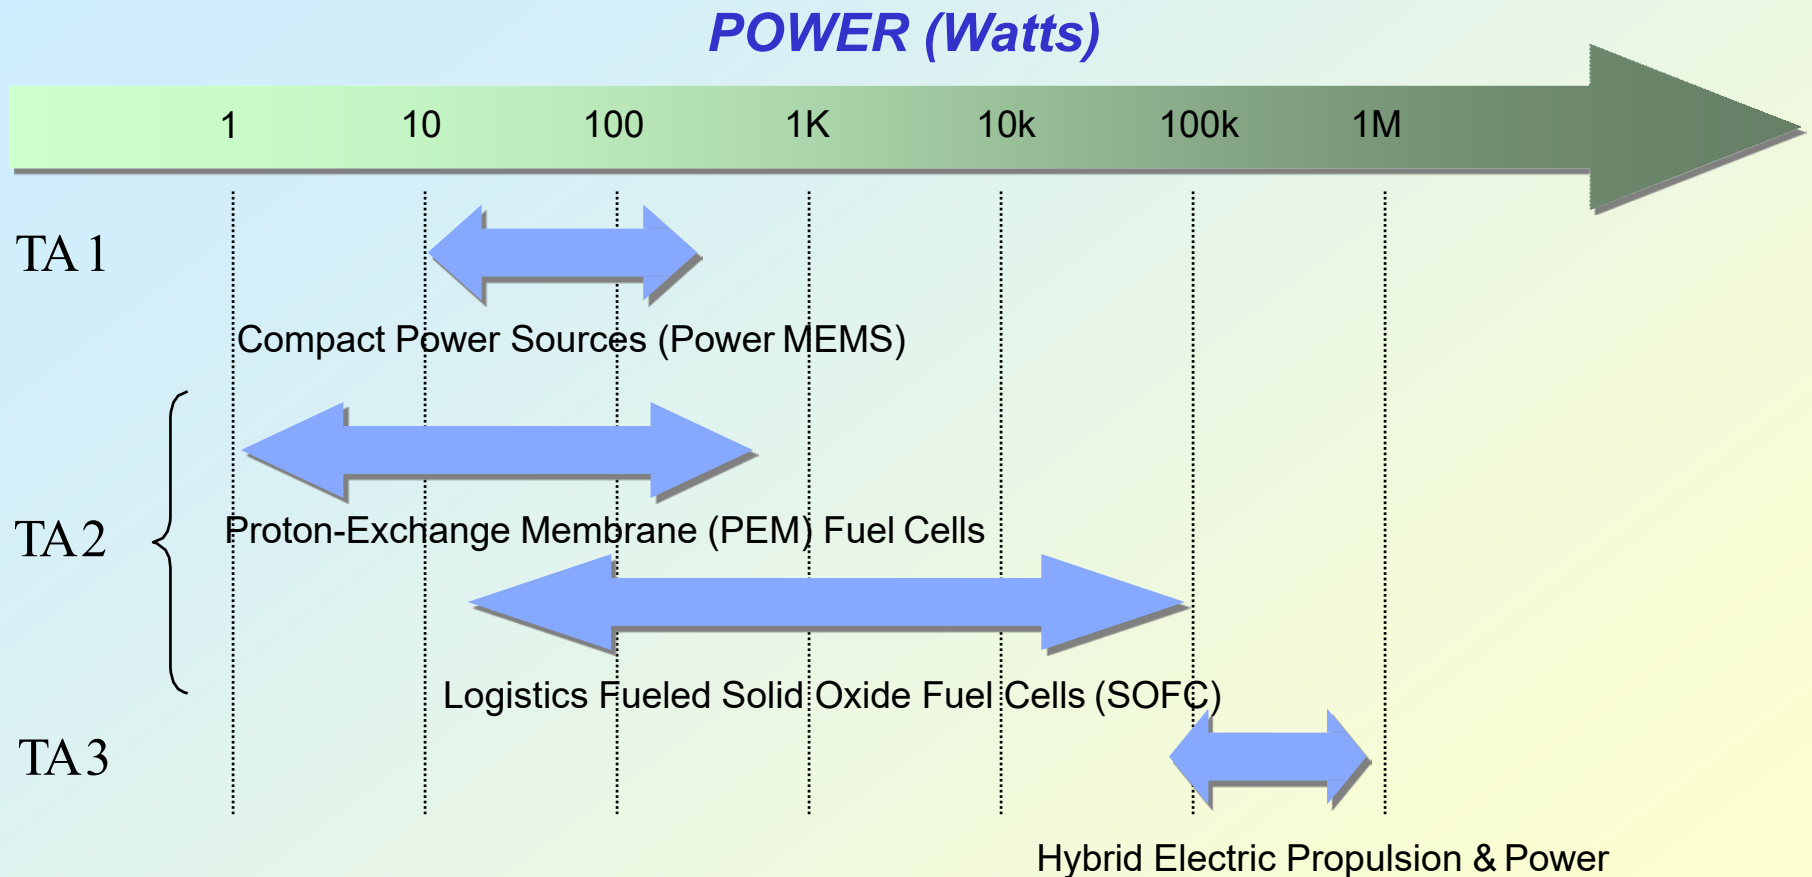 POWER (Watts)
1 10 100 1K 10k 100k 1M
TA 1
Compact Power Sources (Power MEMS)
TA 2
Proton-Exchange Membrane (PEM) Fuel Cells
Logistics Fueled Solid Oxide Fuel Cells (SOFC)
TA 3
Hybrid Electric Propulsion & Power